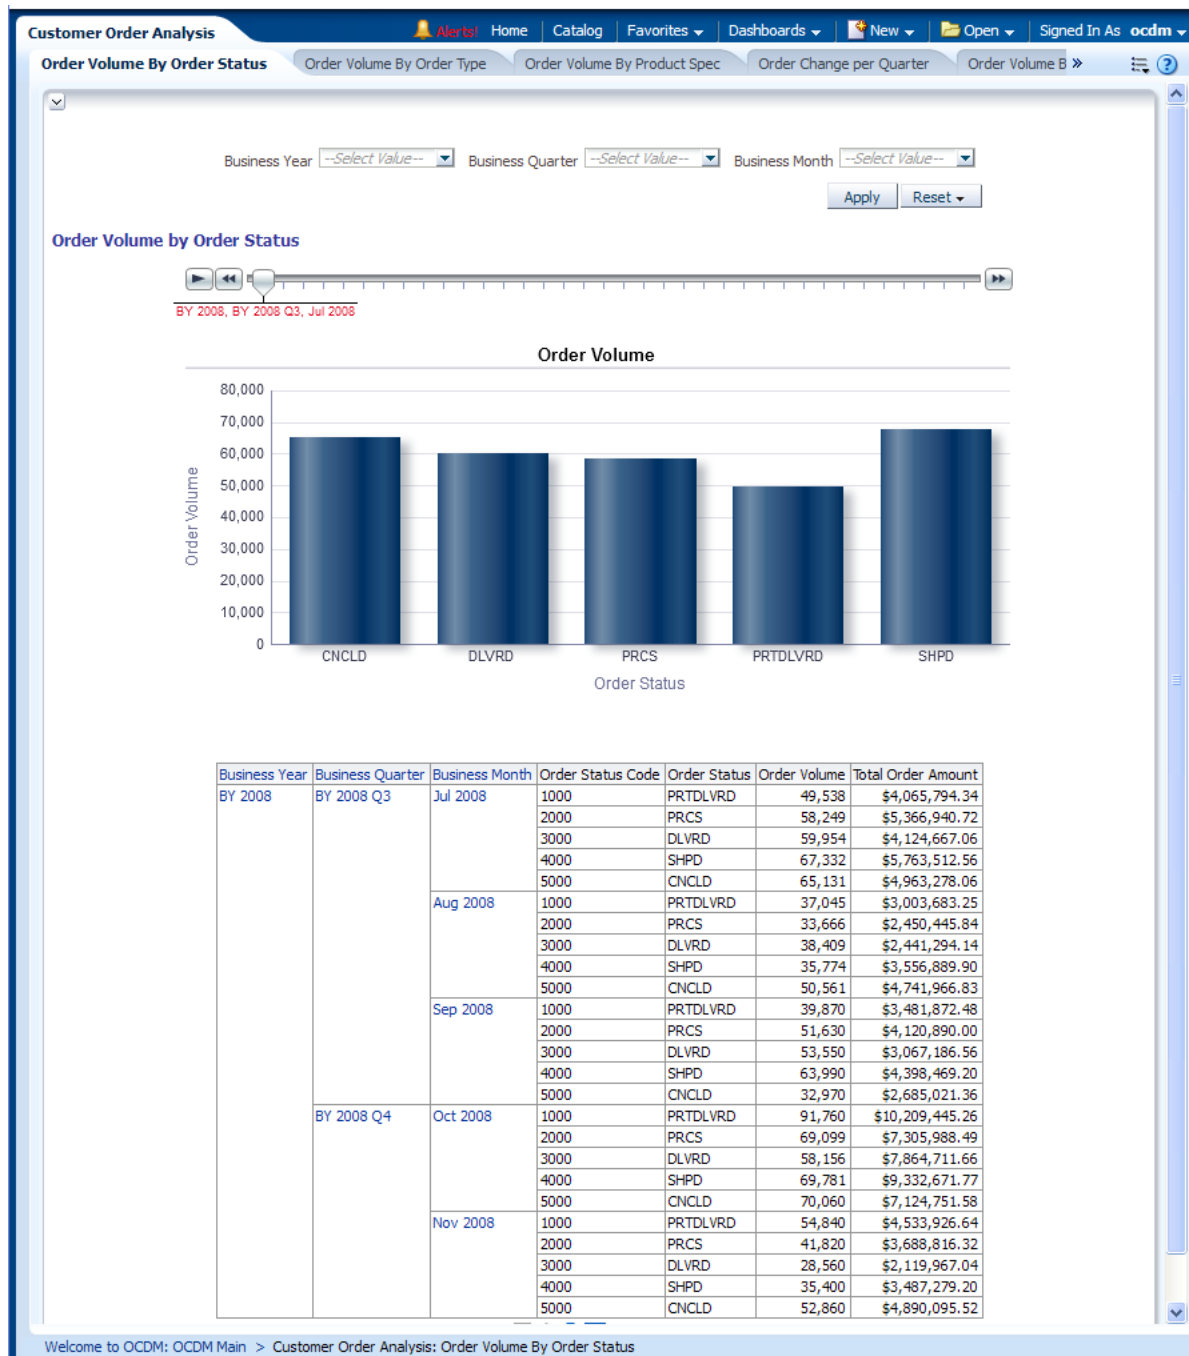 Customer Order Analysis
Alerts! Home Catalog Favorites Dashboards New Open Signed In As ocdm
Order Volume By Order Status Order Volume By Order Type Order Volume By Product Spec Order Change per Quarter Order Volume B »
Business Year --Select Value-- Business Quarter --Select Value-- Business Month --Select Value--
Apply Reset
Order Volume by Order Status
BY 2008, BY 2008 Q3, Jul 2008
Order Volume
80,000
70,000
60,000
50,000
40,000
30,000
20,000
10,000
0
Order Volume
CNCLD DLVRD PRCS PRTDLVRD SHPD
Order Status
Business Year Business Quarter Business Month Order Status Code Order Status Order Volume Total Order Amount
BY 2008 BY 2008 Q3 Jul 2008 1000 PRTDLVRD 49,538 $4,065,794.34
2000 PRCS 58,249 $5,366,940.72
3000 DLVRD 59,954 $4,124,667.06
4000 SHPD 67,332 $5,763,512.56
5000 CNCLD 65,131 $4,963,278.06
Aug 2008 1000 PRTDLVRD 37,045 $3,003,683.25
2000 PRCS 33,666 $2,450,445.84
3000 DLVRD 38,409 $2,441,294.14
4000 SHPD 35,774 $3,556,889.90
5000 CNCLD 50,561 $4,741,966.83
Sep 2008 1000 PRTDLVRD 39,870 $3,481,872.48
2000 PRCS 51,630 $4,120,890.00
3000 DLVRD 53,550 $3,067,186.56
4000 SHPD 63,990 $4,398,469.20
5000 CNCLD 32,970 $2,685,021.36
BY 2008 Q4 Oct 2008 1000 PRTDLVRD 91,760 $10,209,445.26
2000 PRCS 69,099 $7,305,988.49
3000 DLVRD 58,156 $7,864,711.66
4000 SHPD 69,781 $9,332,671.77
5000 CNCLD 70,060 $7,124,751.58
Nov 2008 1000 PRTDLVRD 54,840 $4,533,926.64
2000 PRCS 41,820 $3,688,816.32
3000 DLVRD 28,560 $2,119,967.04
4000 SHPD 35,400 $3,487,279.20
5000 CNCLD 52,860 $4,890,095.52
Welcome to OCDM: OCDM Main > Customer Order Analysis: Order Volume By Order Status